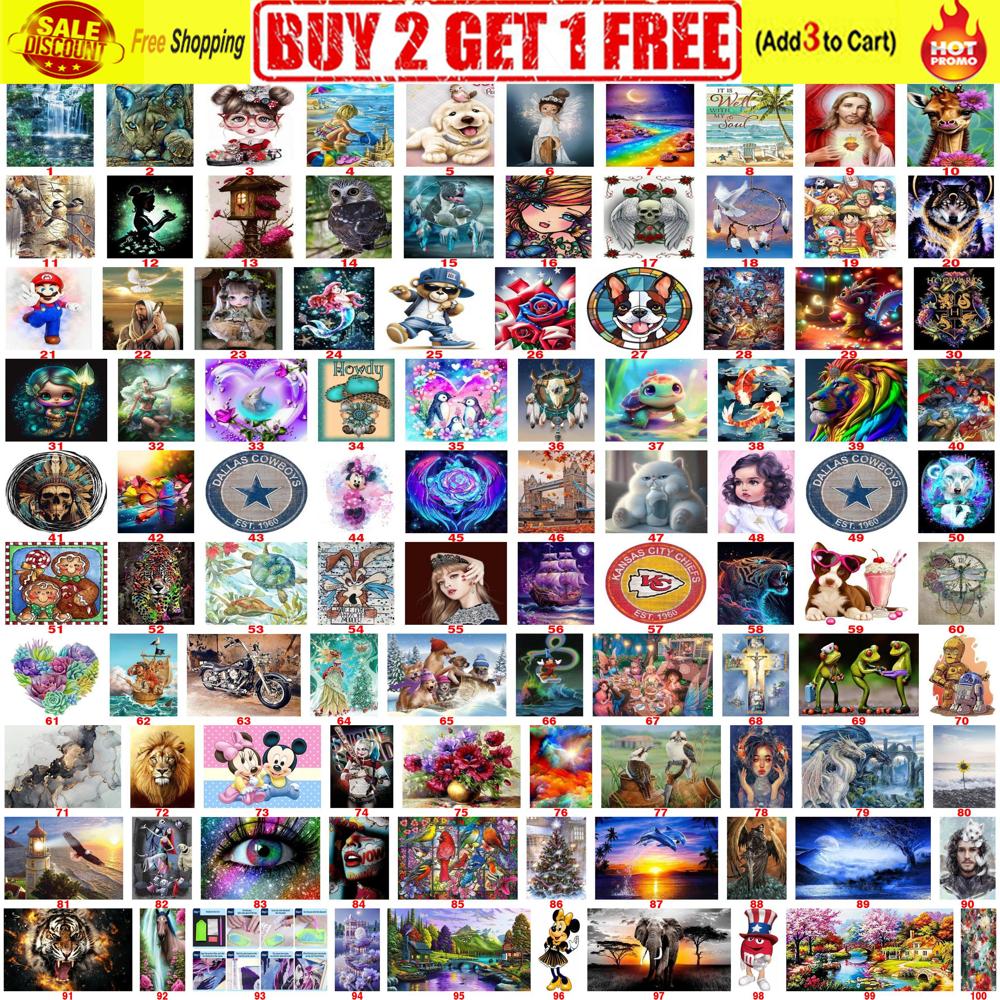 SALE
DISCOUNT
Free Shopping
BUY 2 GET 1 FREE
(Add 3 to Cart)
HOT
PROMO
IT IS
Well
WITH
MY
Soul
1 2 3 4 5 6 7 8 9 10
11 12 13 14 15 16 17 18 19 20
HOGWARTS
21 22 23 24 25 26 27 28 29 30
Howdy
31 32 33 34 35 36 37 38 39 40
DALLAS COWBOYS
EST. 1960
DALLAS COWBOYS
EST. 1960
41 42 43 44 45 46 47 48 49 50
KANSAS CITY CHIEFS
KC
EST. 1960
51 52 53 54 55 56 57 58 59 60
61 62 63 64 65 66 67 68 69 70
71 72 73 74 75 76 77 78 79 80
81 82 83 84 85 86 87 88 89 90
91 92 93 94 95 96 97 98 99 100